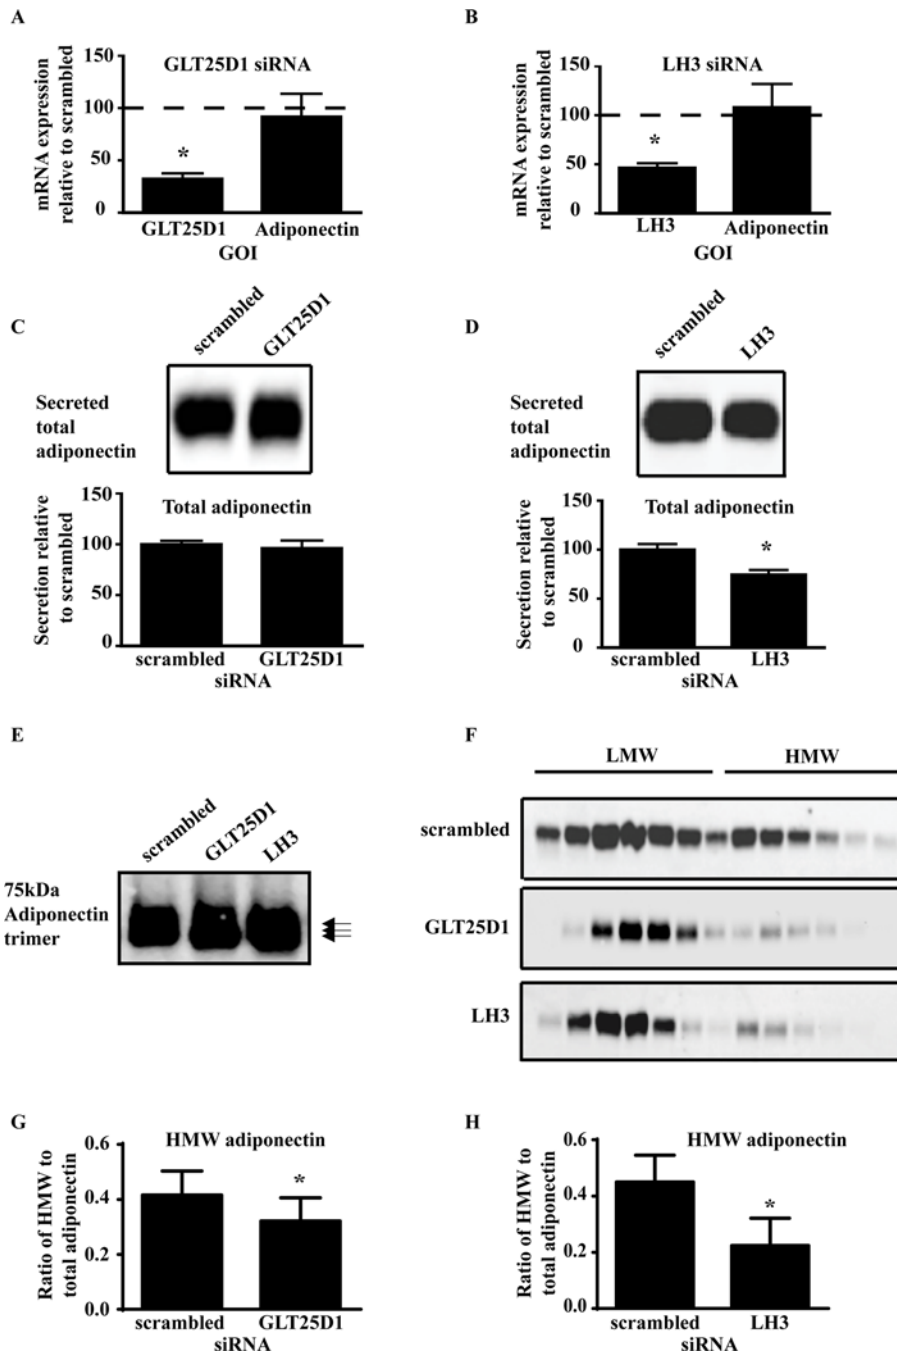 A
GLT25D1 siRNA
mRNA expression
relative to scrambled
150
100
50
0
*
GLT25D1 Adiponectin
GOI
B
LH3 siRNA
mRNA expression
relative to scrambled
150
100
50
0
*
LH3 Adiponectin
GOI
C
scrambled
GLT25D1
Secreted
total
adiponectin
Total adiponectin
Secretion relative
to scrambled
150
100
50
0
scrambled GLT25D1
siRNA
D
scrambled
LH3
Secreted
total
adiponectin
Total adiponectin
Secretion relative
to scrambled
150
100
50
0
*
scrambled LH3
siRNA
E
scrambled
GLT25D1
LH3
75kDa
Adiponectin
trimer
F
LMW HMW
scrambled
GLT25D1
LH3
G
HMW adiponectin
Ratio of HMW to
total adiponectin
0.6
0.4
0.2
0.0
*
scrambled GLT25D1
siRNA
H
HMW adiponectin
Ratio of HMW to
total adiponectin
0.6
0.4
0.2
0.0
*
scrambled LH3
siRNA